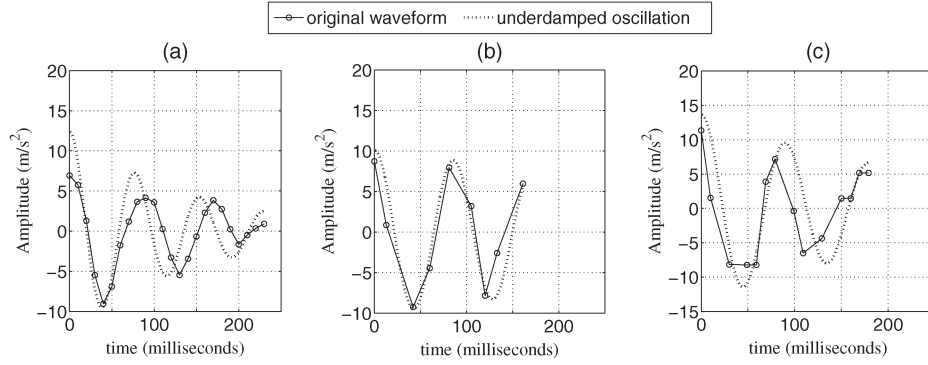 original waveform underdamped oscillation
(a)
20
15
10
5
0
−5
−10
0 100 200
Amplitude (m/s²)
time (milliseconds)
(b)
20
15
10
5
0
−5
−10
0 100 200
Amplitude (m/s²)
time (milliseconds)
(c)
20
15
10
5
0
−5
−10
−15
0 100 200
Amplitude (m/s²)
time (milliseconds)